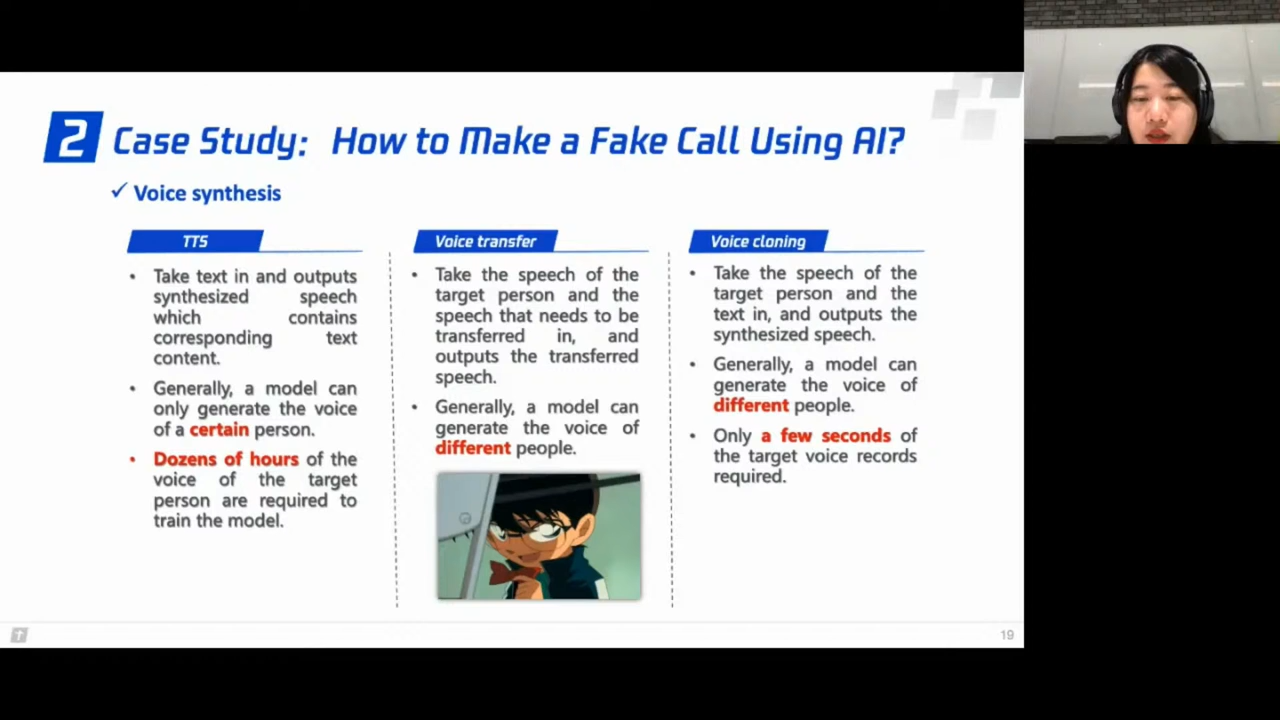 2 Case Study: How to Make a Fake Call Using AI?
✓ Voice synthesis
TTS
• Take text in and outputs
synthesized speech
which contains
corresponding text
content.
• Generally, a model can
only generate the voice
of a certain person.
• Dozens of hours of the
voice of the target
person are required to
train the model.
Voice transfer
• Take the speech of the
target person and the
speech that needs to be
transferred in, and
outputs the transferred
speech.
• Generally, a model can
generate the voice of
different people.
Voice cloning
• Take the speech of the
target person and the
text in, and outputs the
synthesized speech.
• Generally, a model can
generate the voice of
different people.
• Only a few seconds of
the target voice records
required.
19